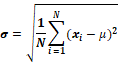 σ = √(1/N ∑_{i=1}^{N} (x_i − μ)²)